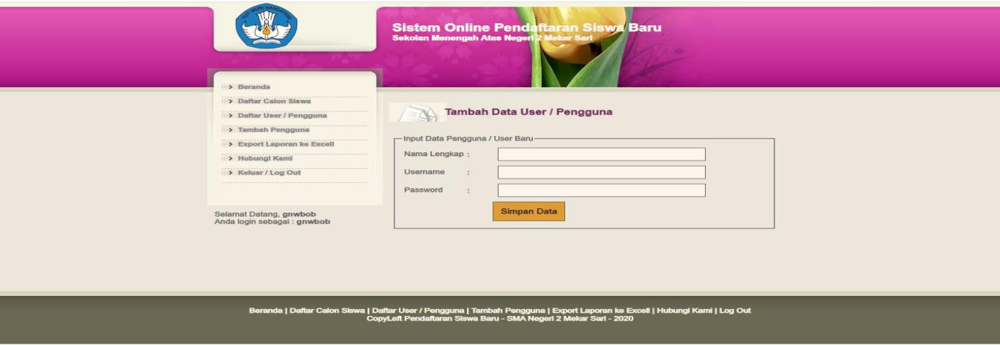 TUT WURI HANDAYANI
Sistem Online Pendaftaran Siswa Baru
Sekolan Menengah Atas Negeri 2 Mekar Sari
Beranda
Daftar Calon Siswa
Daftar User / Pengguna
Tambah Pengguna
Export Laporan ke Excell
Hubungi Kami
Keluar / Log Out
Selamat Datang, gnwbob
Anda login sebagai : gnwbob
Tambah Data User / Pengguna
Input Data Pengguna / User Baru
Nama Lengkap :
Username :
Password :
Simpan Data
Beranda | Daftar Calon Siswa | Daftar User / Pengguna | Tambah Pengguna | Export Laporan ke Excell | Hubungi Kami | Log Out
CopyLeft Pendaftaran Siswa Baru - SMA Negeri 2 Mekar Sari - 2020